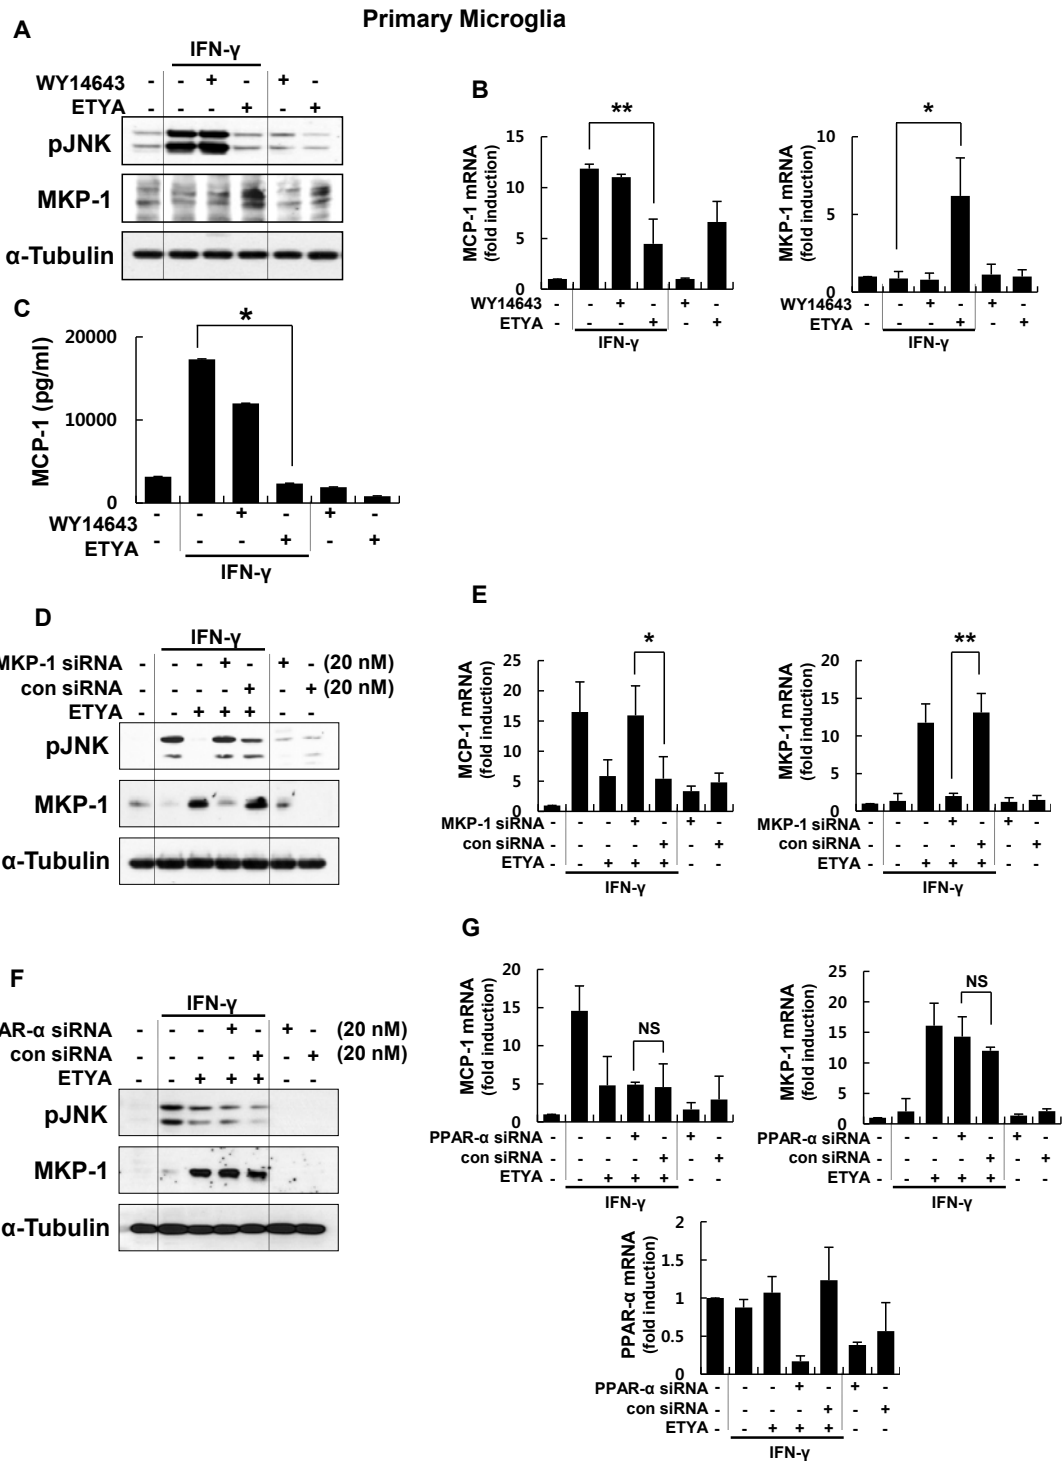 Primary Microglia
A
IFN-γ
WY14643 - - + - + -
ETYA - - - + - +
pJNK
MKP-1
α-Tubulin
B
**
MCP-1 mRNA
(fold induction)
15
10
5
0
WY14643 - - + - + -
ETYA - - - + - +
IFN-γ
*
MKP-1 mRNA
(fold induction)
10
5
0
WY14643 - - + - + -
ETYA - - - + - +
IFN-γ
C
*
MCP-1 (pg/ml)
20000
10000
0
WY14643 - - + - + -
ETYA - - - + - +
IFN-γ
D
IFN-γ
MKP-1 siRNA - - - + - + - (20 nM)
con siRNA - - - - + - + (20 nM)
ETYA - - + + + - -
pJNK
MKP-1
α-Tubulin
E
*
MCP-1 mRNA
(fold induction)
25
20
15
10
5
0
MKP-1 siRNA - - - + - + -
con siRNA - - - - + - +
ETYA - - + + + - -
IFN-γ
**
MKP-1 mRNA
(fold induction)
20
15
10
5
0
MKP-1 siRNA - - - + - + -
con siRNA - - - - + - +
ETYA - - + + + - -
IFN-γ
F
IFN-γ
AR-α siRNA - - - + - + - (20 nM)
con siRNA - - - - + - + (20 nM)
ETYA - - + + + - -
pJNK
MKP-1
α-Tubulin
G
NS
MCP-1 mRNA
(fold induction)
20
15
10
5
0
PPAR-α siRNA - - - + - + -
con siRNA - - - - + - +
ETYA - - + + + - -
IFN-γ
NS
MKP-1 mRNA
(fold induction)
25
20
15
10
5
0
PPAR-α siRNA - - - + - + -
con siRNA - - - - + - +
ETYA - - + + + - -
IFN-γ
PPAR-α mRNA
(fold induction)
2
1.5
1
0.5
0
PPAR-α siRNA - - - + - + -
con siRNA - - - - + - +
ETYA - - + + + - -
IFN-γ